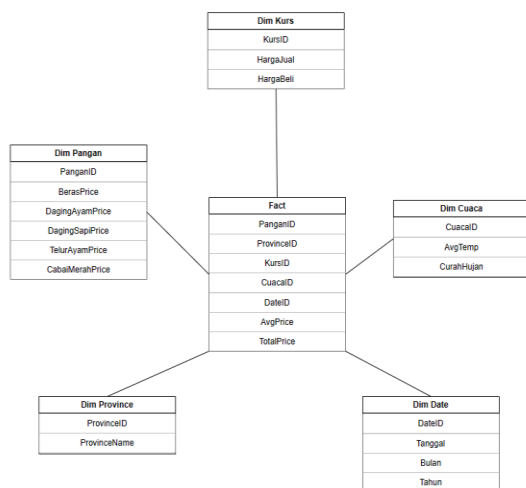 Dim Kurs
KursID
HargaJual
HargaBeli
Dim Pangan
PanganID
BerasPrice
DagingAyamPrice
DagingSapiPrice
TelurAyamPrice
CabaiMerahPrice
Fact
PanganID
ProvinceID
KursID
CuacaID
DateID
AvgPrice
TotalPrice
Dim Cuaca
CuacaID
AvgTemp
CurahHujan
Dim Province
ProvinceID
ProvinceName
Dim Date
DateID
Tanggal
Bulan
Tahun